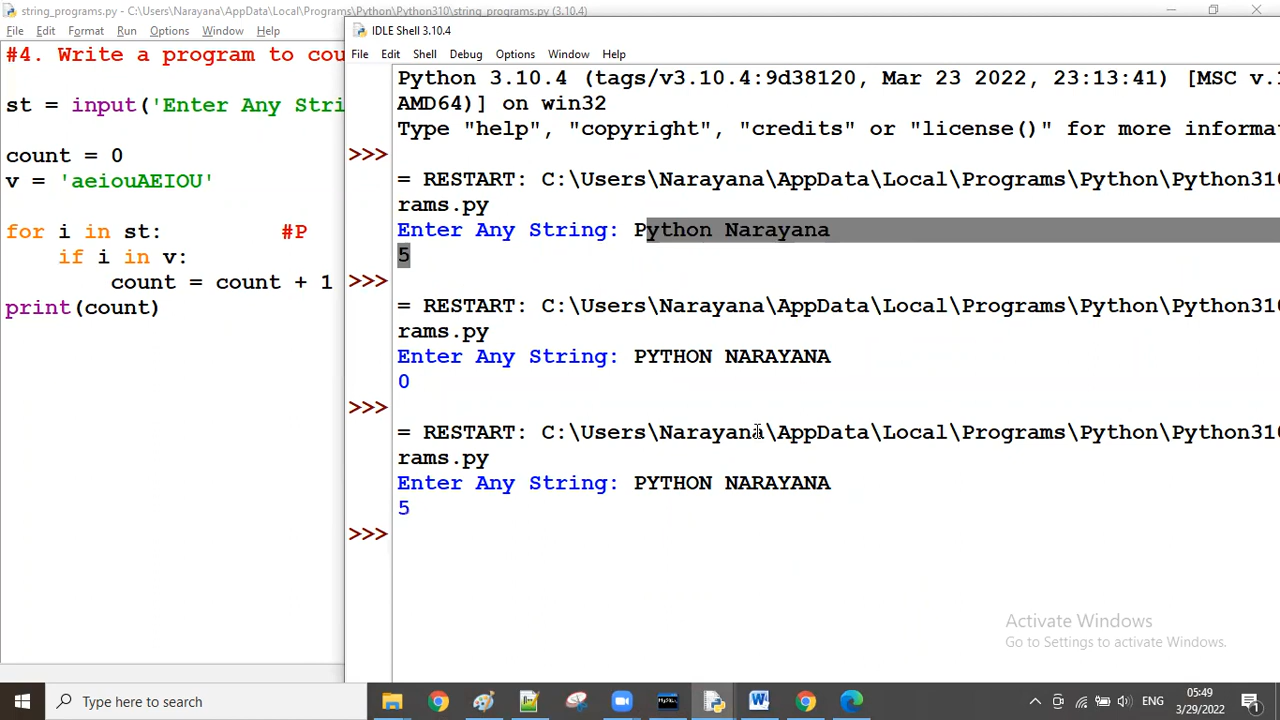 string_programs.py - C:\Users\Narayana\AppData\Local\Programs\Python\Python310\string_programs.py (3.10.4)
File Edit Format Run Options Window Help
#4. Write a program to cou
st = input('Enter Any Stri
count = 0
v = 'aeiouAEIOU'
for i in st: #P
if i in v:
count = count + 1
print(count)
IDLE Shell 3.10.4
File Edit Shell Debug Options Window Help
Python 3.10.4 (tags/v3.10.4:9d38120, Mar 23 2022, 23:13:41) [MSC v.1
AMD64)] on win32
Type "help", "copyright", "credits" or "license()" for more informa
>>>
= RESTART: C:\Users\Narayana\AppData\Local\Programs\Python\Python310
rams.py
Enter Any String: Python Narayana
5
>>>
= RESTART: C:\Users\Narayana\AppData\Local\Programs\Python\Python310
rams.py
Enter Any String: PYTHON NARAYANA
0
>>>
= RESTART: C:\Users\Narayana\AppData\Local\Programs\Python\Python310
rams.py
Enter Any String: PYTHON NARAYANA
5
>>>
Activate Windows
Go to Settings to activate Windows.
Type here to search
ENG
05:49
3/29/2022
1